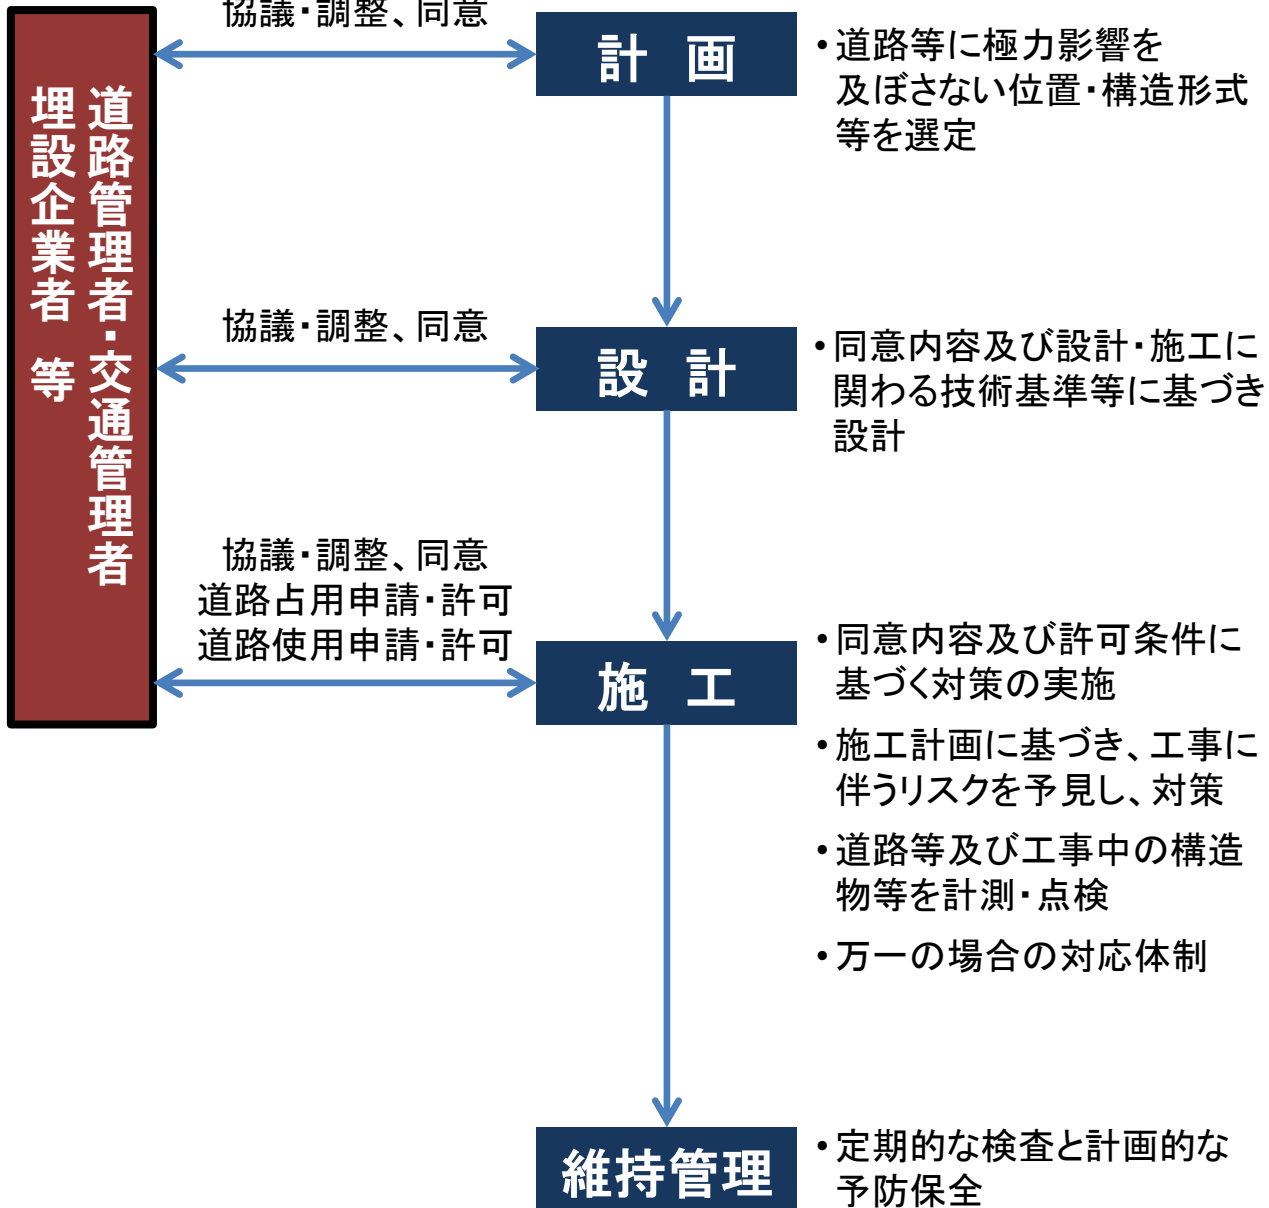 道路管理者・交通管理者
埋設企業者 等
協議・調整、同意
計 画
・道路等に極力影響を
及ぼさない位置・構造形式
等を選定
協議・調整、同意
設 計
・同意内容及び設計・施工に
関わる技術基準等に基づき
設計
協議・調整、同意
道路占用申請・許可
道路使用申請・許可
施 工
・同意内容及び許可条件に
基づく対策の実施
・施工計画に基づき、工事に
伴うリスクを予見し、対策
・道路等及び工事中の構造
物等を計測・点検
・万一の場合の対応体制
維持管理
・定期的な検査と計画的な
予防保全